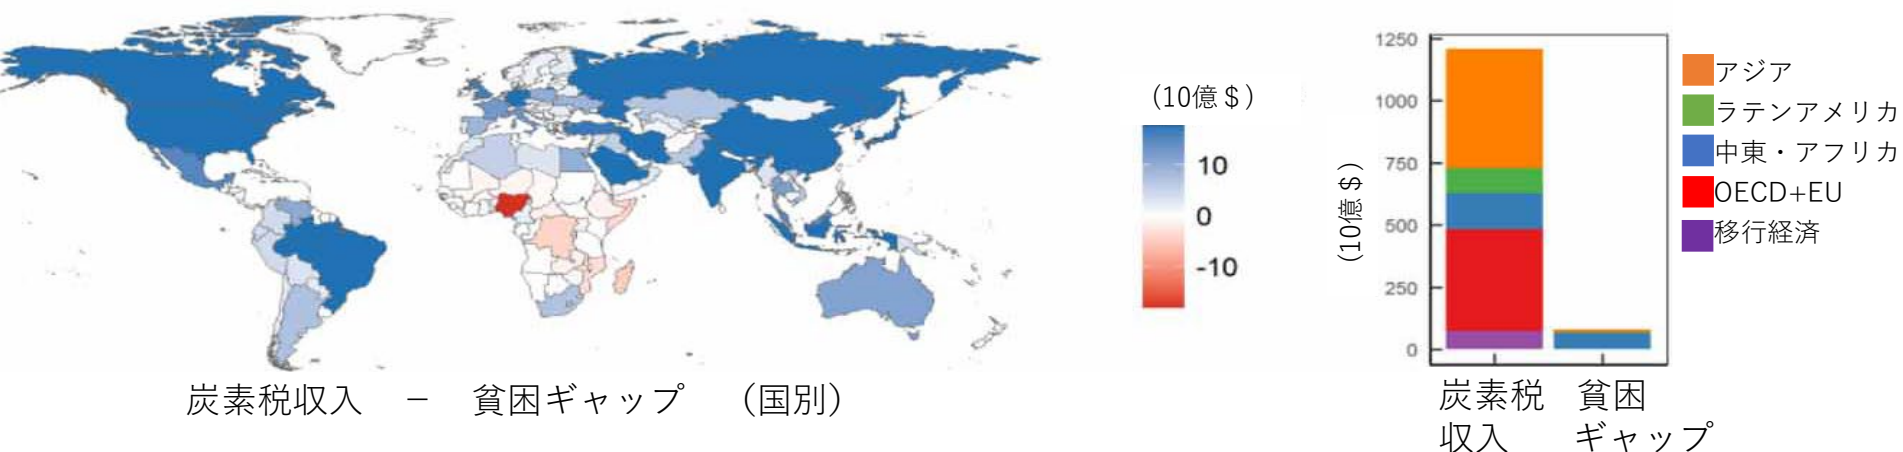 (10億＄)
10
0
-10
炭素税収入　－　貧困ギャップ　(国別)
(10億＄)
1250
1000
750
500
250
0
炭素税
収入
貧困
ギャップ
アジア
ラテンアメリカ
中東・アフリカ
OECD+EU
移行経済